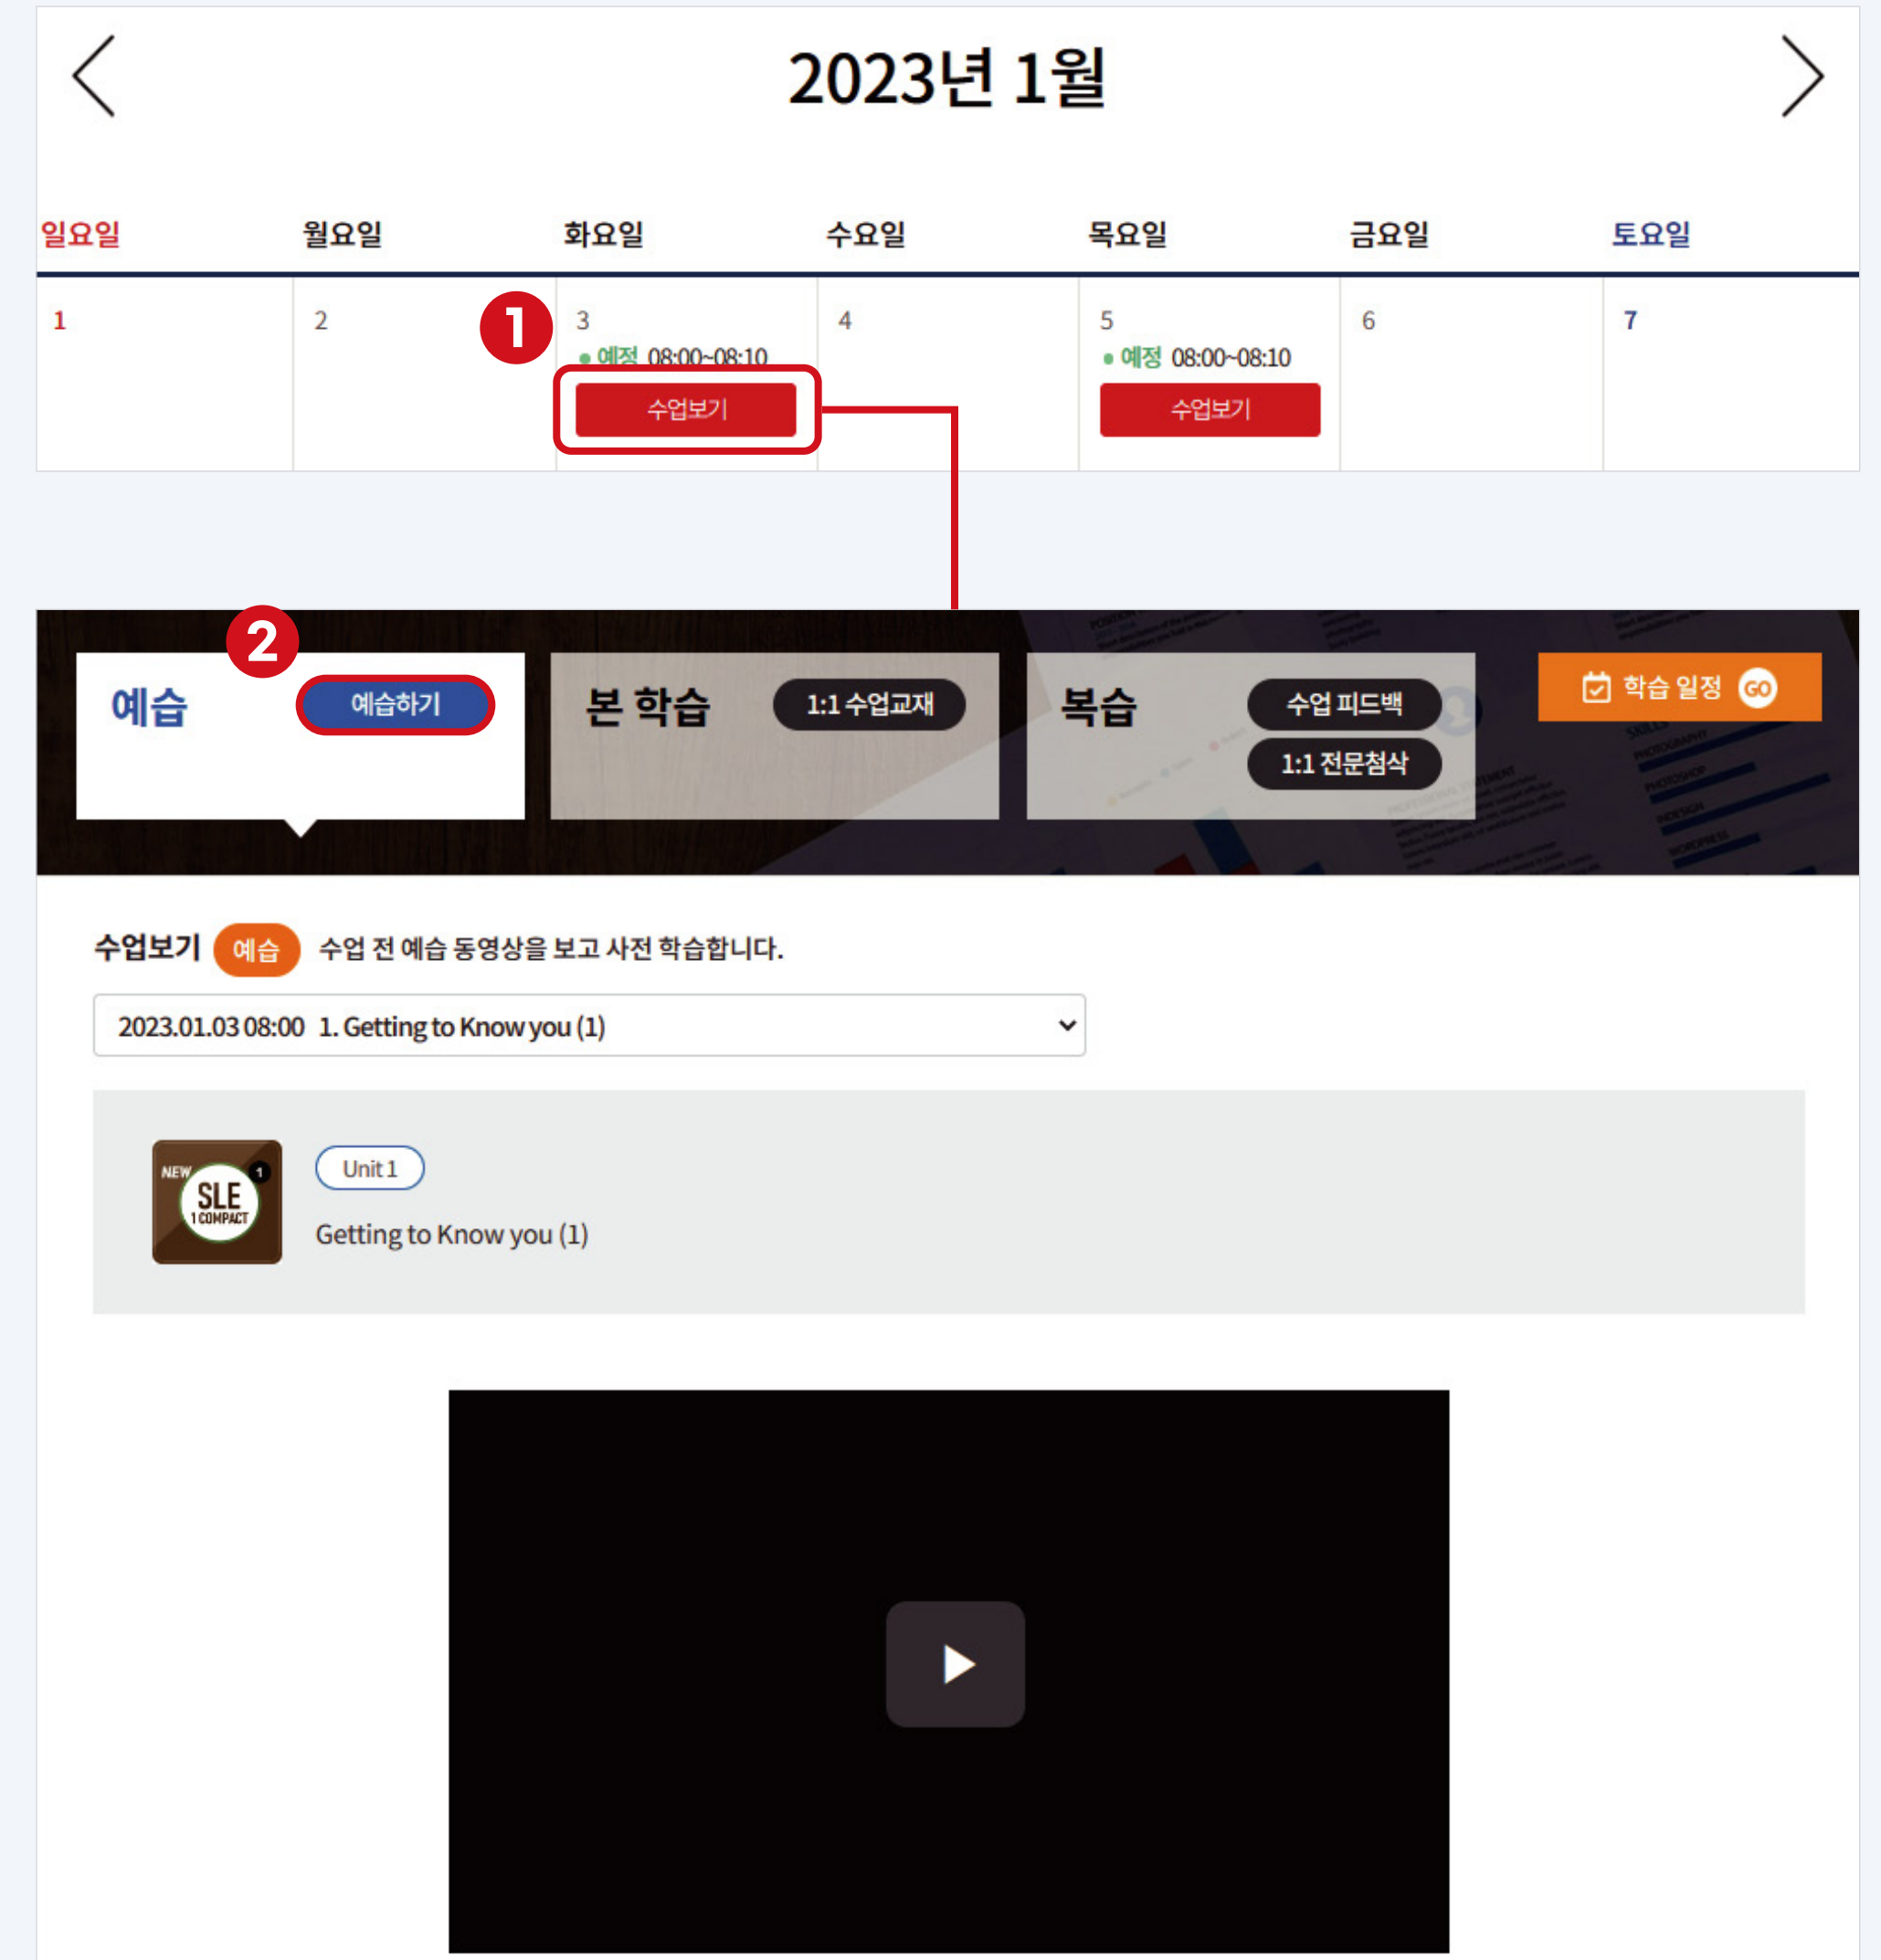 2023년 1월
일요일 월요일 화요일 수요일 목요일 금요일 토요일
1 2 1 3 4 5 6 7
예정 08:00~08:10 예정 08:00~08:10
수업보기 수업보기
2
예습 예습하기 본 학습 1:1 수업교재 복습 수업 피드백 학습 일정 GO
1:1 전문첨삭
SKILLS
PHOTOGRAPHY
PHOTOSHOP
INDESIGN
WORDPRESS
수업보기 예습 수업 전 예습 동영상을 보고 사전 학습합니다.
2023.01.03 08:00 1. Getting to Know you (1)
NEW 1
SLE
1 COMPACT
Unit 1
Getting to Know you (1)